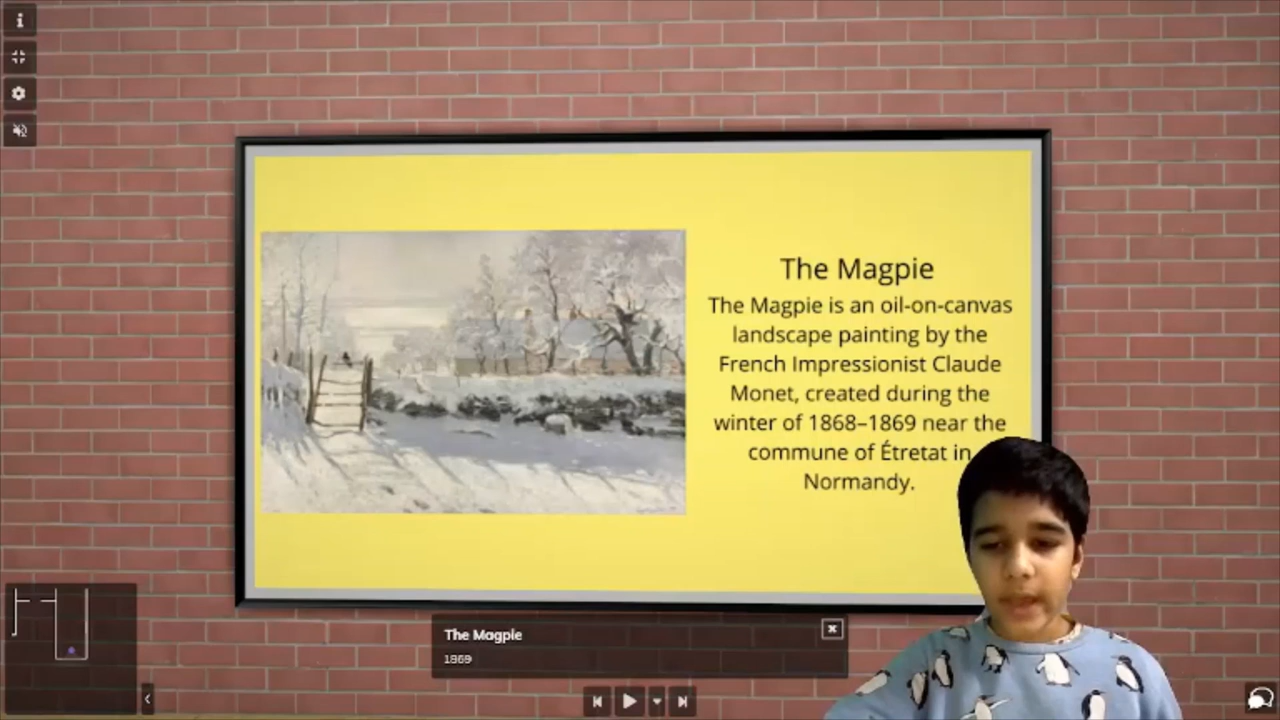 The Magpie
The Magpie is an oil-on-canvas
landscape painting by the
French Impressionist Claude
Monet, created during the
winter of 1868–1869 near the
commune of Étretat in
Normandy.
The Magpie
1869